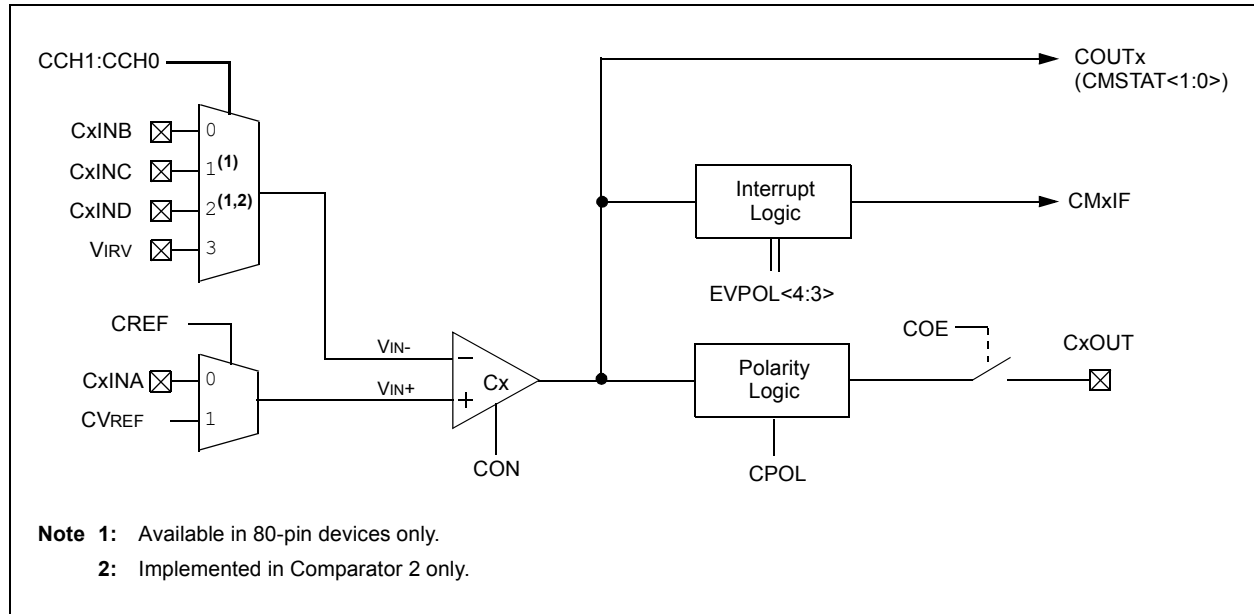 CCH1:CCH0
COUTx
(CMSTAT<1:0>)
CxINB
0
CxINC
1(1)
CxIND
2(1,2)
VIRV
3
Interrupt
Logic
CMxIF
EVPOL<4:3>
CREF
COE
CxOUT
CxINA
0
CVREF
1
VIN-
VIN+
−
Cx
+
CON
Polarity
Logic
CPOL
Note 1: Available in 80-pin devices only.
2: Implemented in Comparator 2 only.